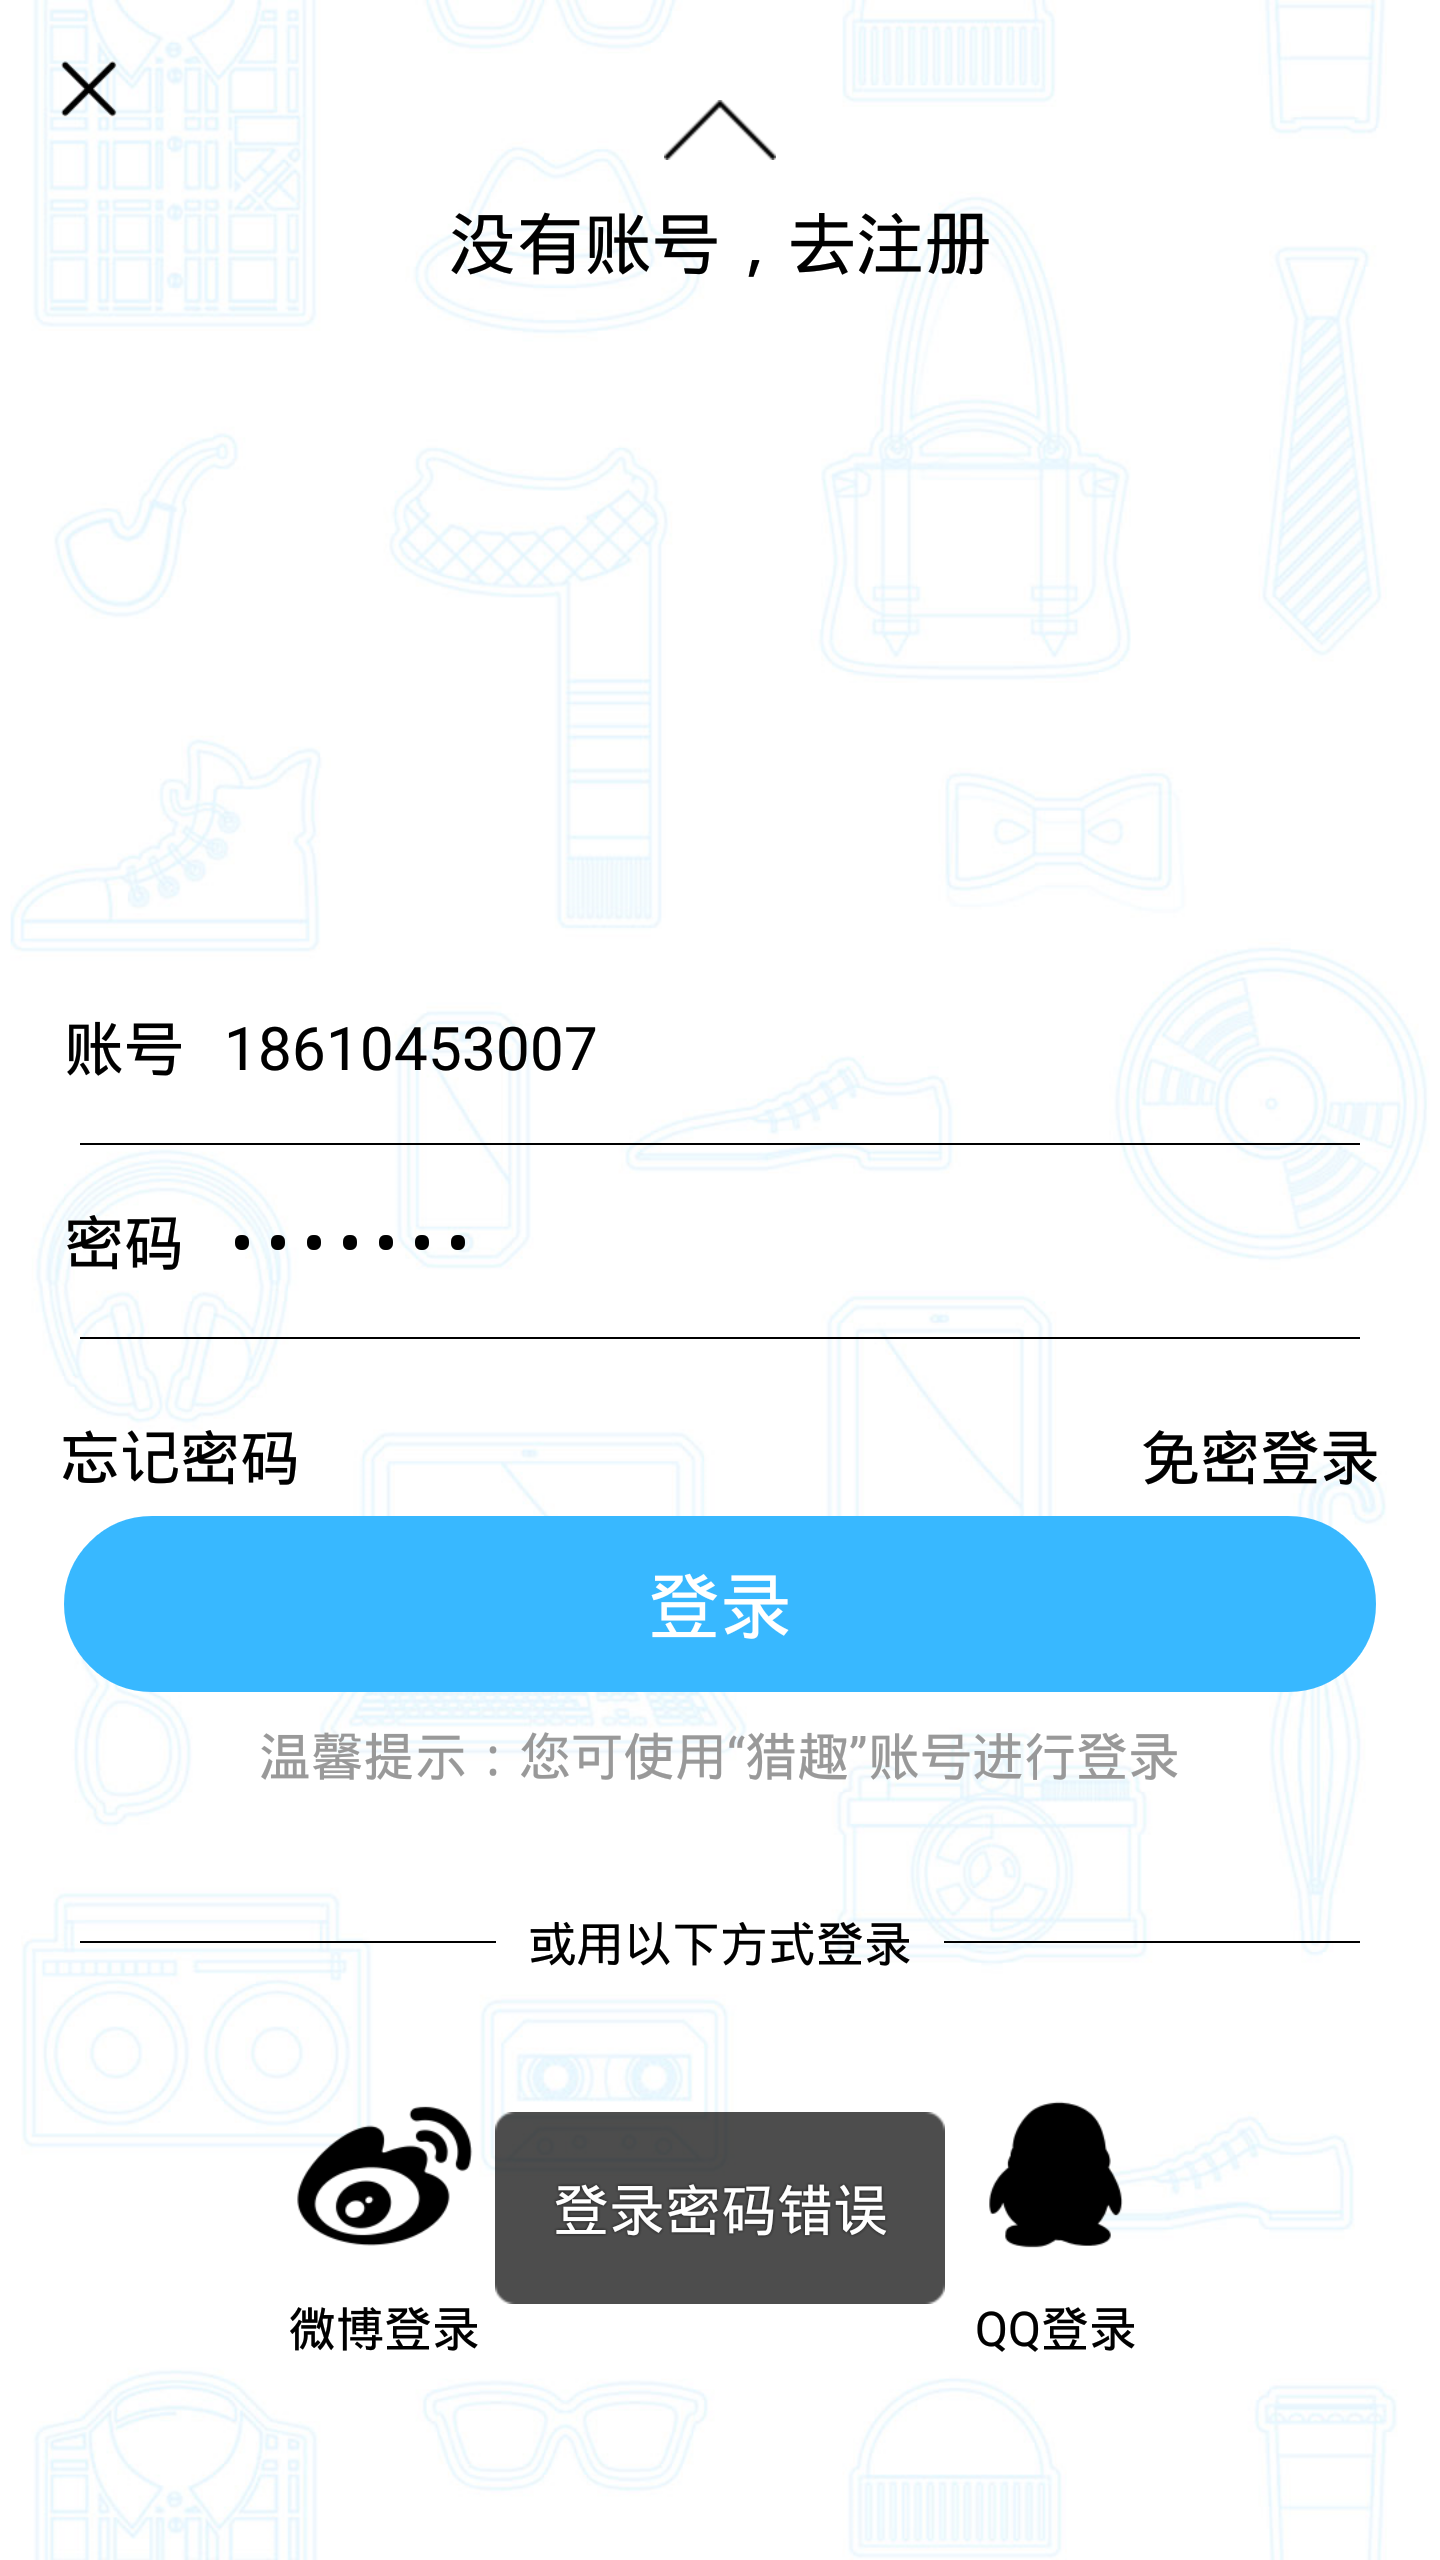 没有账号，去注册
账号 18610453007
密码 •••••••
忘记密码 免密登录
登录
温馨提示：您可使用“猎趣”账号进行登录
或用以下方式登录
登录密码错误
微博登录 QQ登录